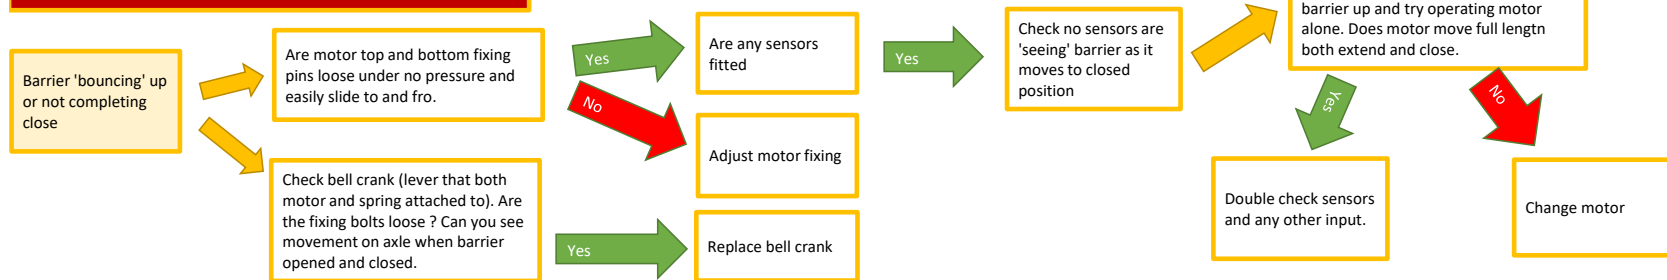 Barrier 'bouncing' up
or not completing
close
Are motor top and bottom fixing
pins loose under no pressure and
easily slide to and fro.
Yes
No
Are any sensors
fitted
Adjust motor fixing
Check bell crank (lever that both
motor and spring attached to). Are
the fixing bolts loose ? Can you see
movement on axle when barrier
opened and closed.
Yes
Replace bell crank
Yes
Check no sensors are
'seeing' barrier as it
moves to closed
position
barrier up and try operating motor
alone. Does motor move full length
both extend and close.
Yes
No
Double check sensors
and any other input.
Change motor